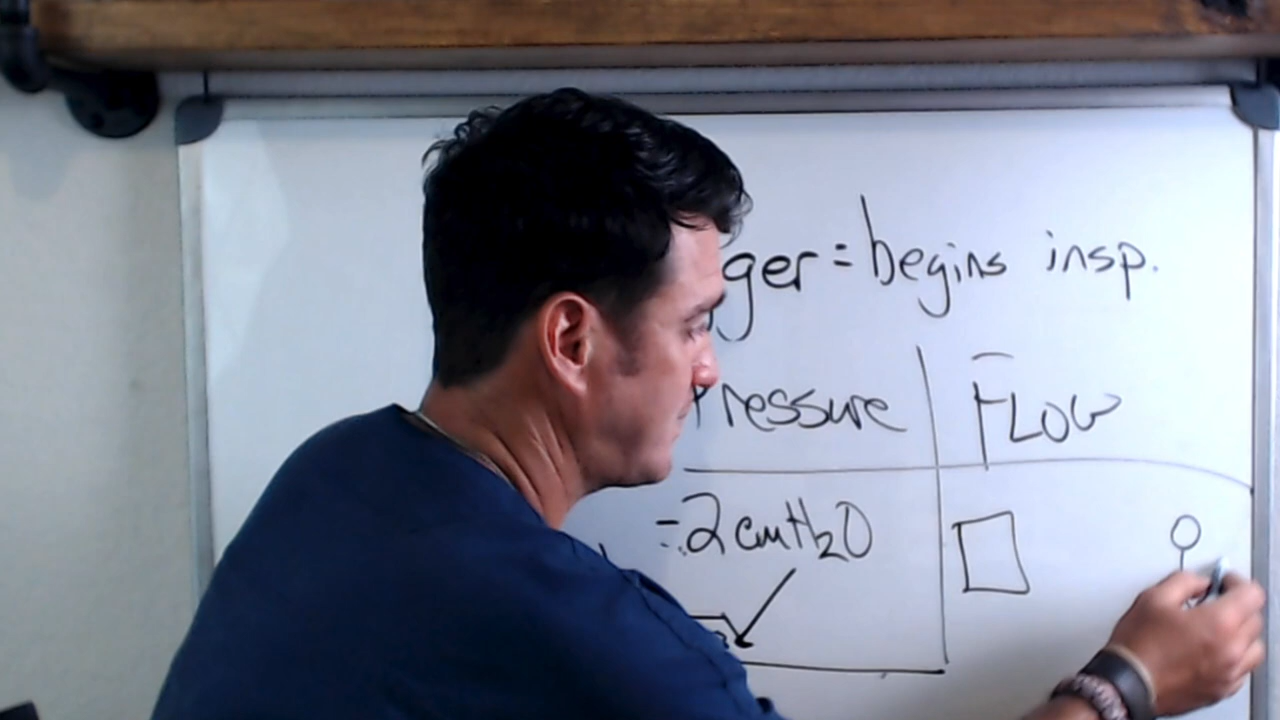 ger = begins insp.
Pressure FLOW
-2 cmH₂O